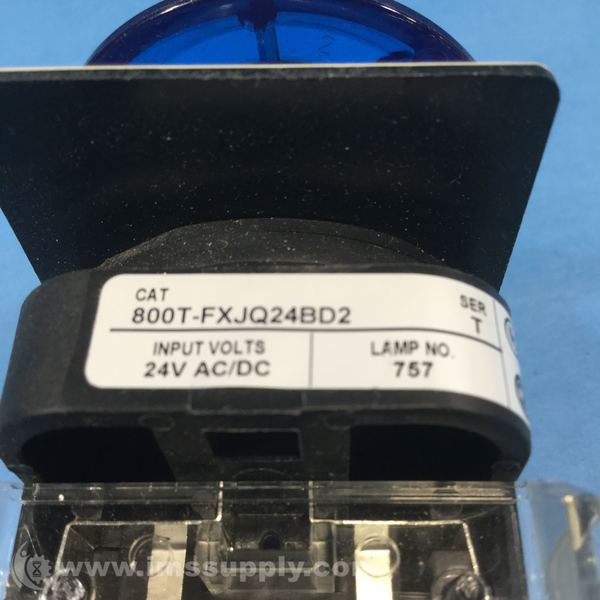 CAT
800T-FXJQ24BD2
SER
T
INPUT VOLTS
24V AC/DC
LAMP NO.
757
www.imssupply.com